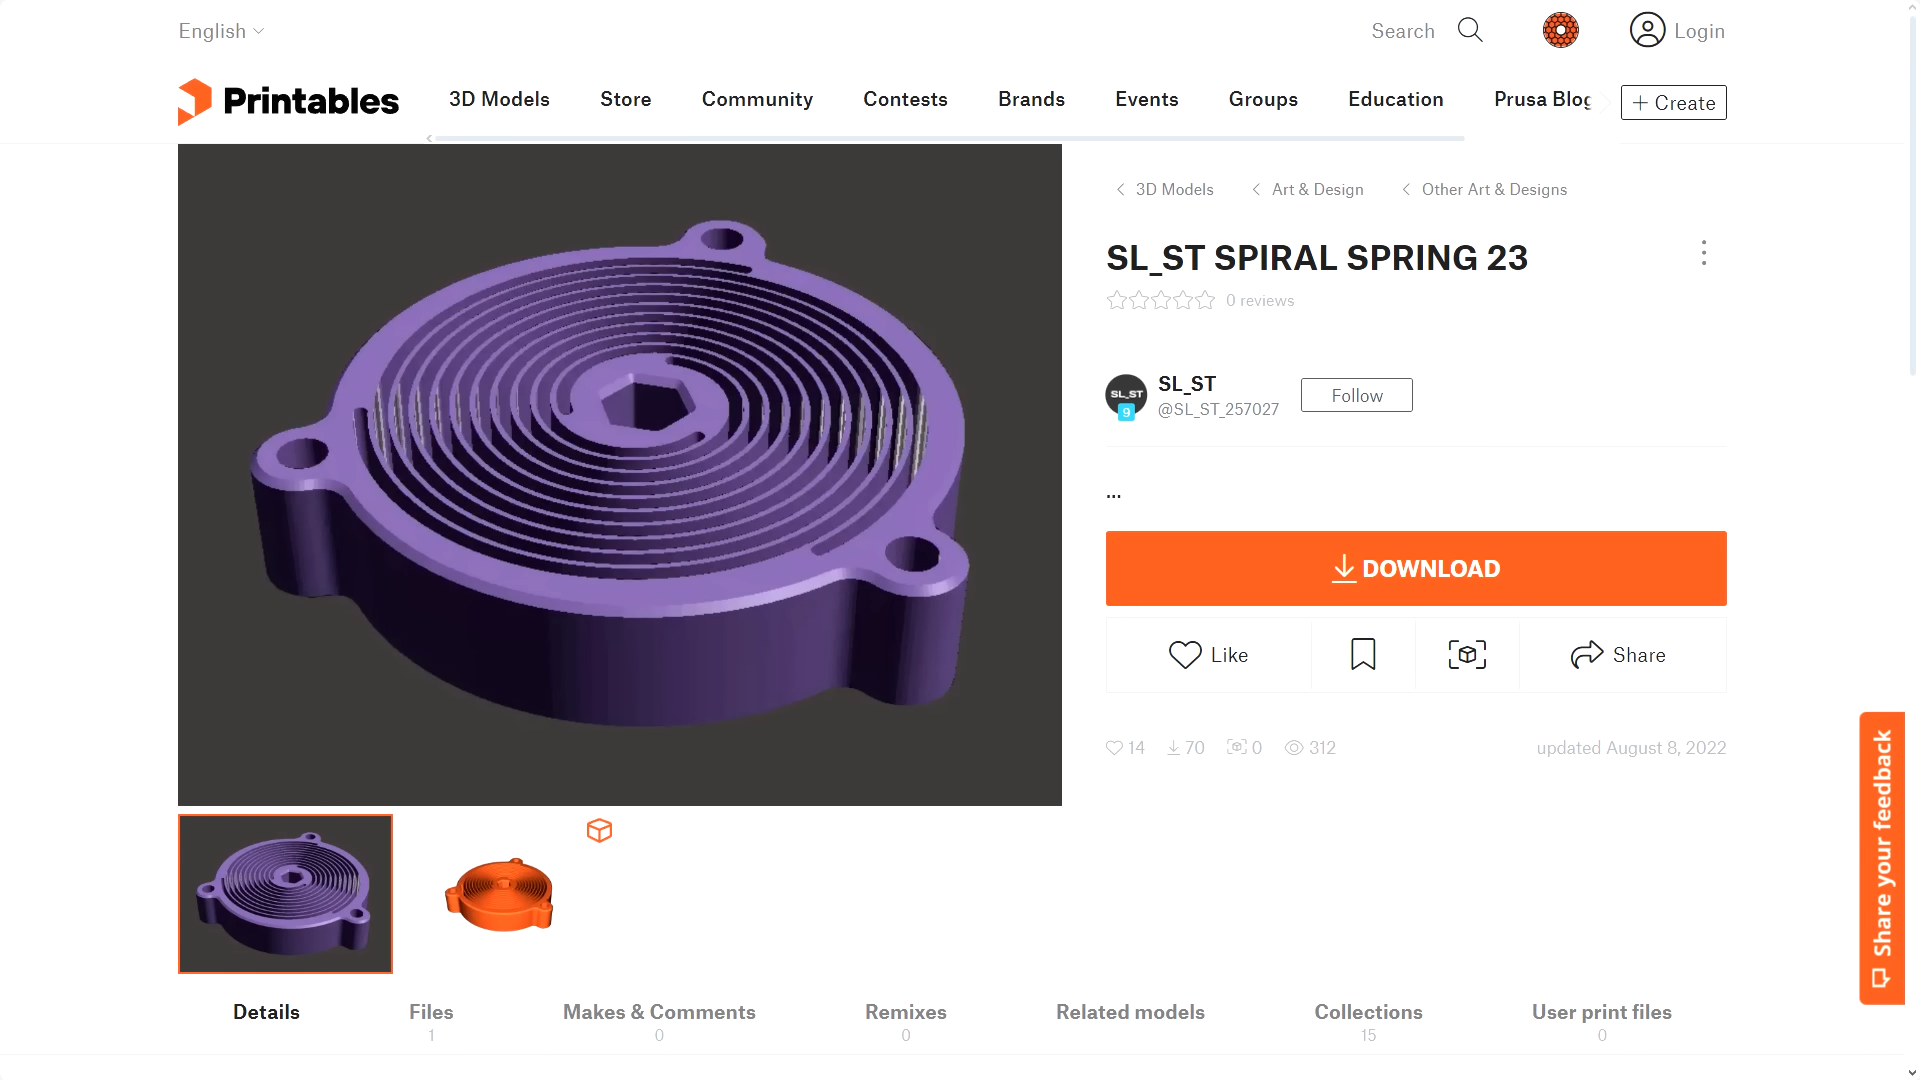 English
Search
Login
Printables
3D Models
Store
Community
Contests
Brands
Events
Groups
Education
Prusa Blog
+ Create
3D Models
Art & Design
Other Art & Designs
SL_ST SPIRAL SPRING 23
0 reviews
SL_ST
9
SL_ST
@SL_ST_257027
Follow
...
DOWNLOAD
Like
Share
14
70
0
312
updated August 8, 2022
Share your feedback
Details
Files
1
Makes & Comments
0
Remixes
0
Related models
Collections
15
User print files
0